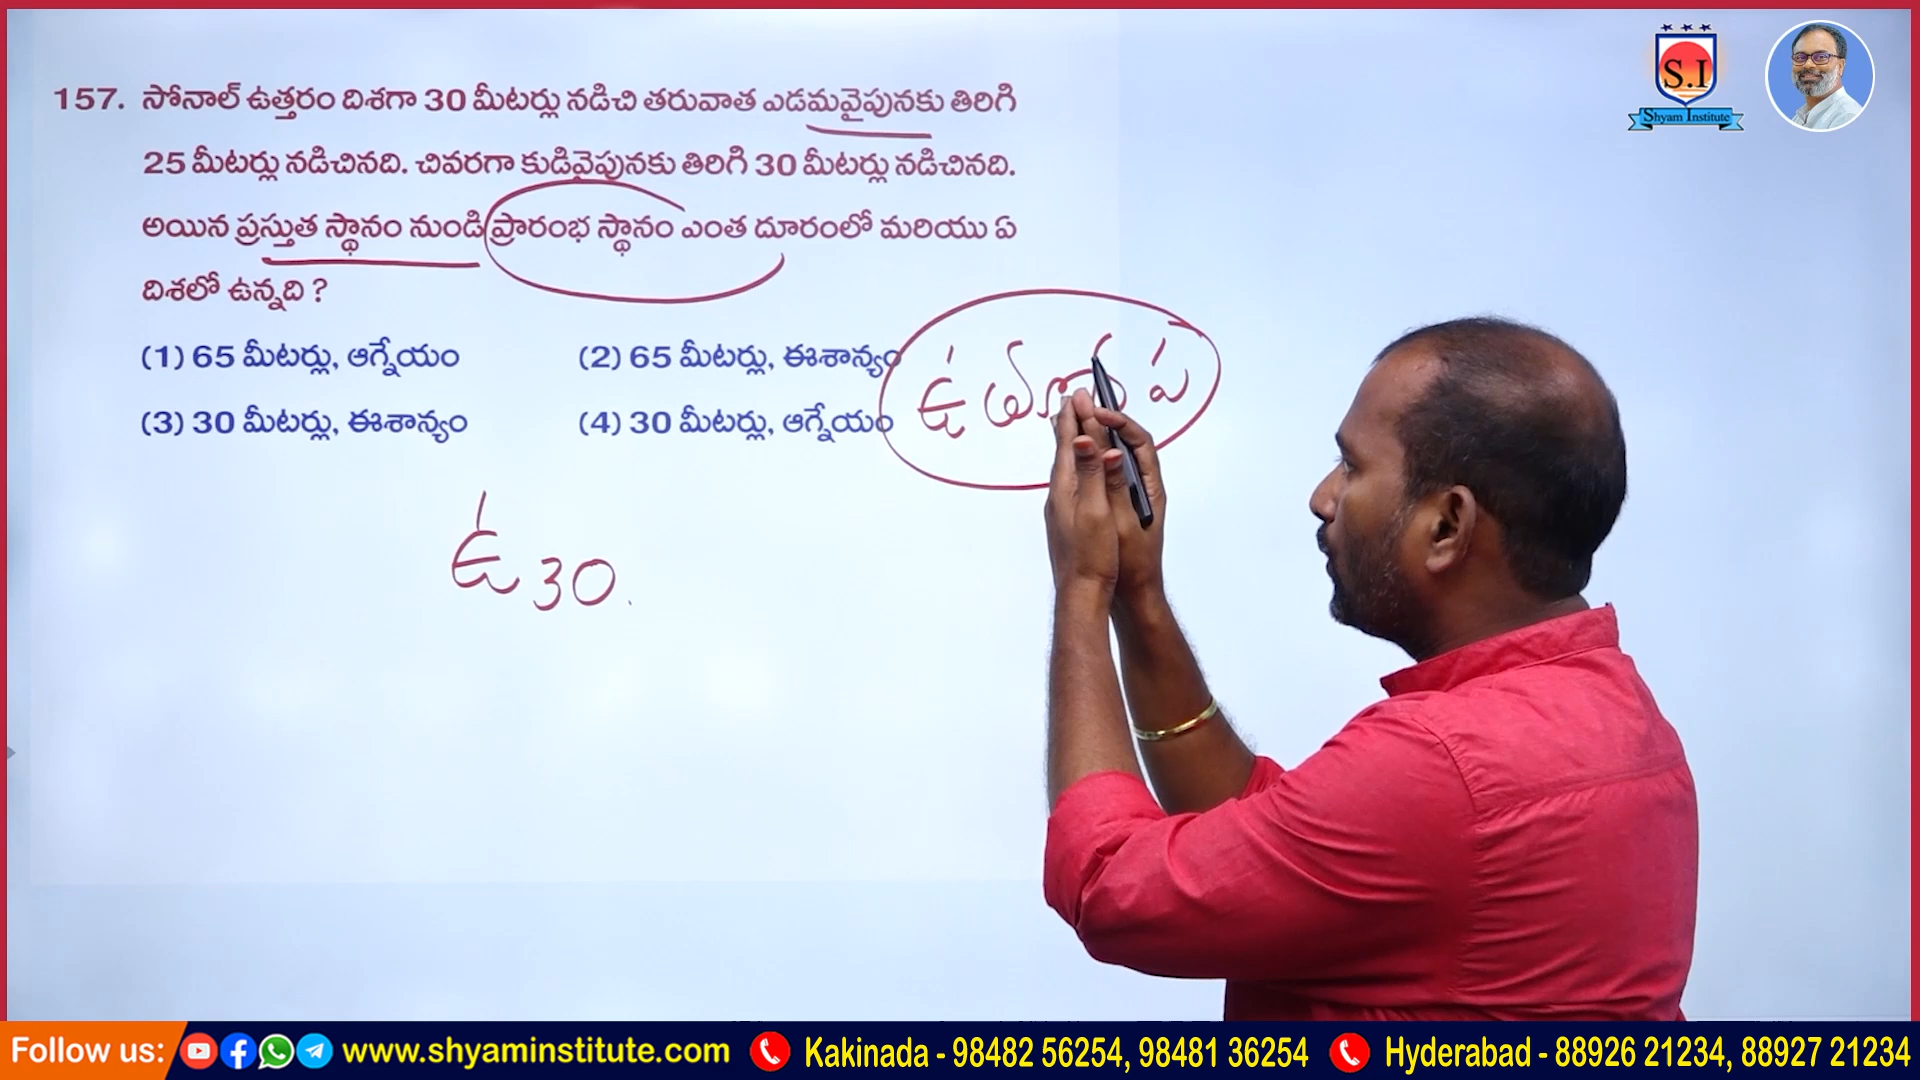 157. సోనాల్ ఉత్తరం దిశగా 30 మీటర్లు నడిచి తరువాత ఎడమవైపునకు తిరిగి
25 మీటర్లు నడిచినది. చివరగా కుడివైపునకు తిరిగి 30 మీటర్లు నడిచినది.
అయిన ప్రస్తుత స్థానం నుండి ప్రారంభ స్థానం ఎంత దూరంలో మరియు ఏ
దిశలో ఉన్నది ?
(1) 65 మీటర్లు, ఆగ్నేయం (2) 65 మీటర్లు, ఈశాన్యం
(3) 30 మీటర్లు, ఈశాన్యం (4) 30 మీటర్లు, ఆగ్నేయం
ఉ 30.
S.I
Shyam Institute
Follow us: www.shyaminstitute.com Kakinada - 98482 56254, 98481 36254 Hyderabad - 88926 21234, 88927 21234